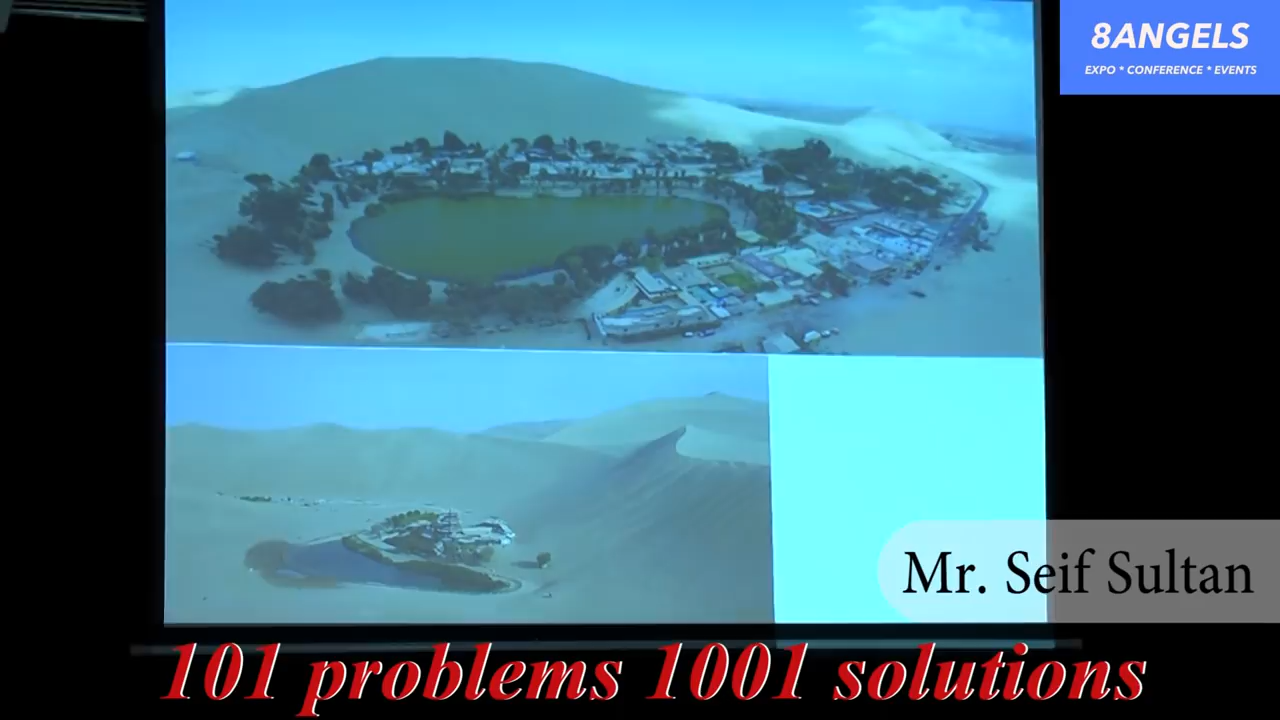 8ANGELS
EXPO * CONFERENCE * EVENTS
Mr. Seif Sultan
101 problems 1001 solutions